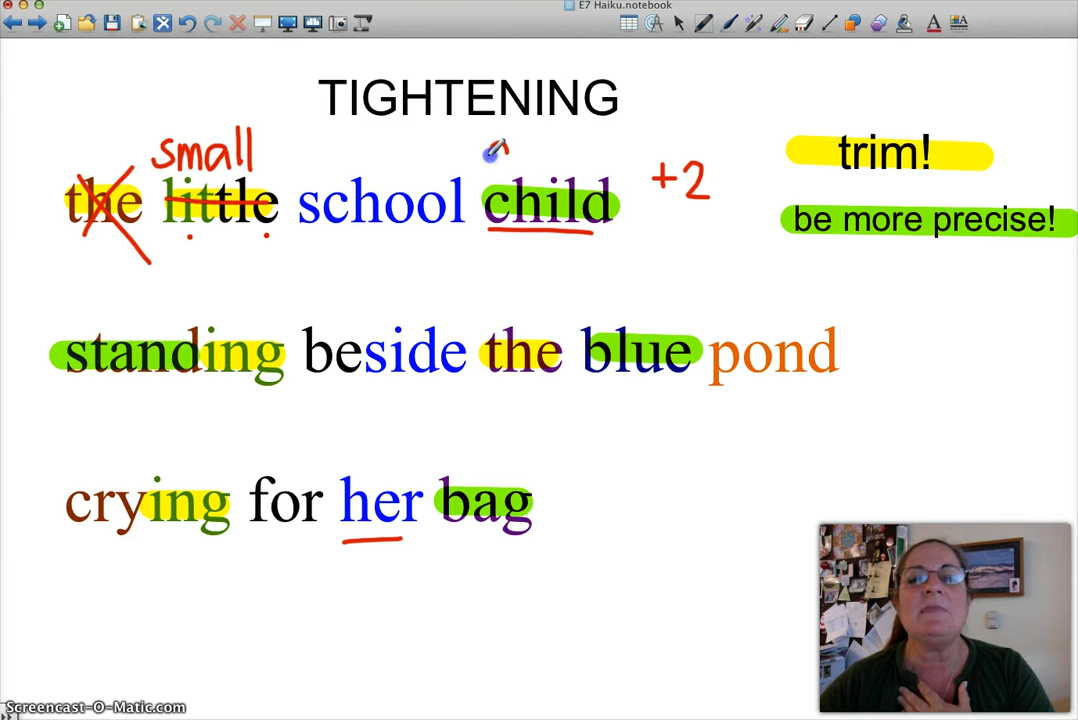 E7 Haiku.notebook
TIGHTENING
trim!
small
the little school child +2
be more precise!
standing beside the blue pond
crying for her bag
Screencast-O-Matic.com